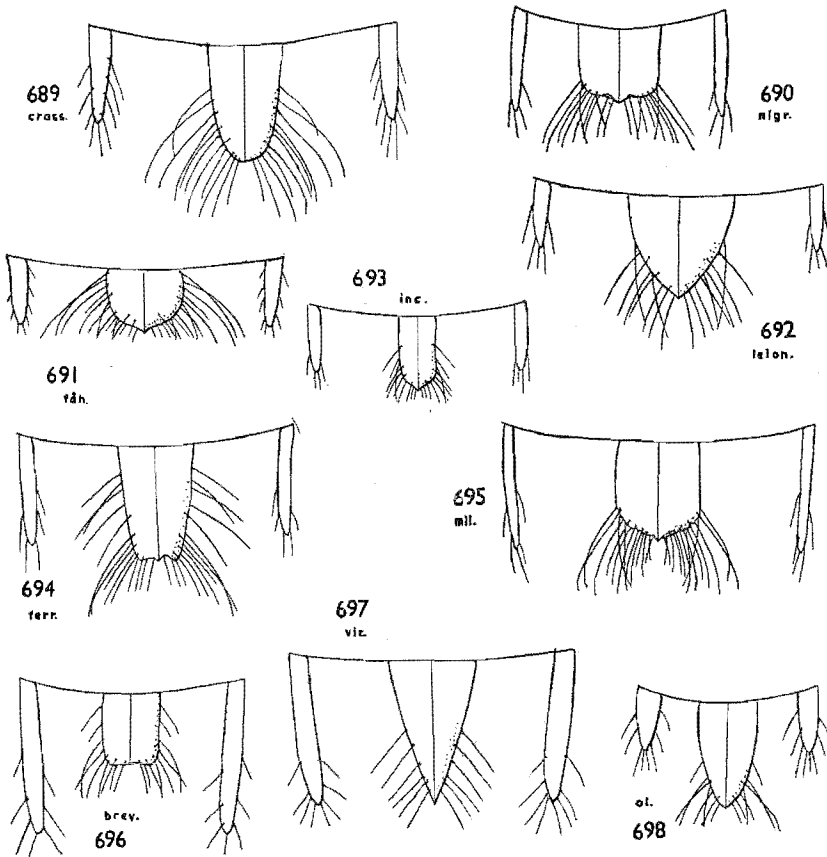 689
crass.
690
nigr.
693
inc.
692
lelon.
691
fåh.
695
mil.
694
ferr.
697
vic.
brev.
696
ol.
698